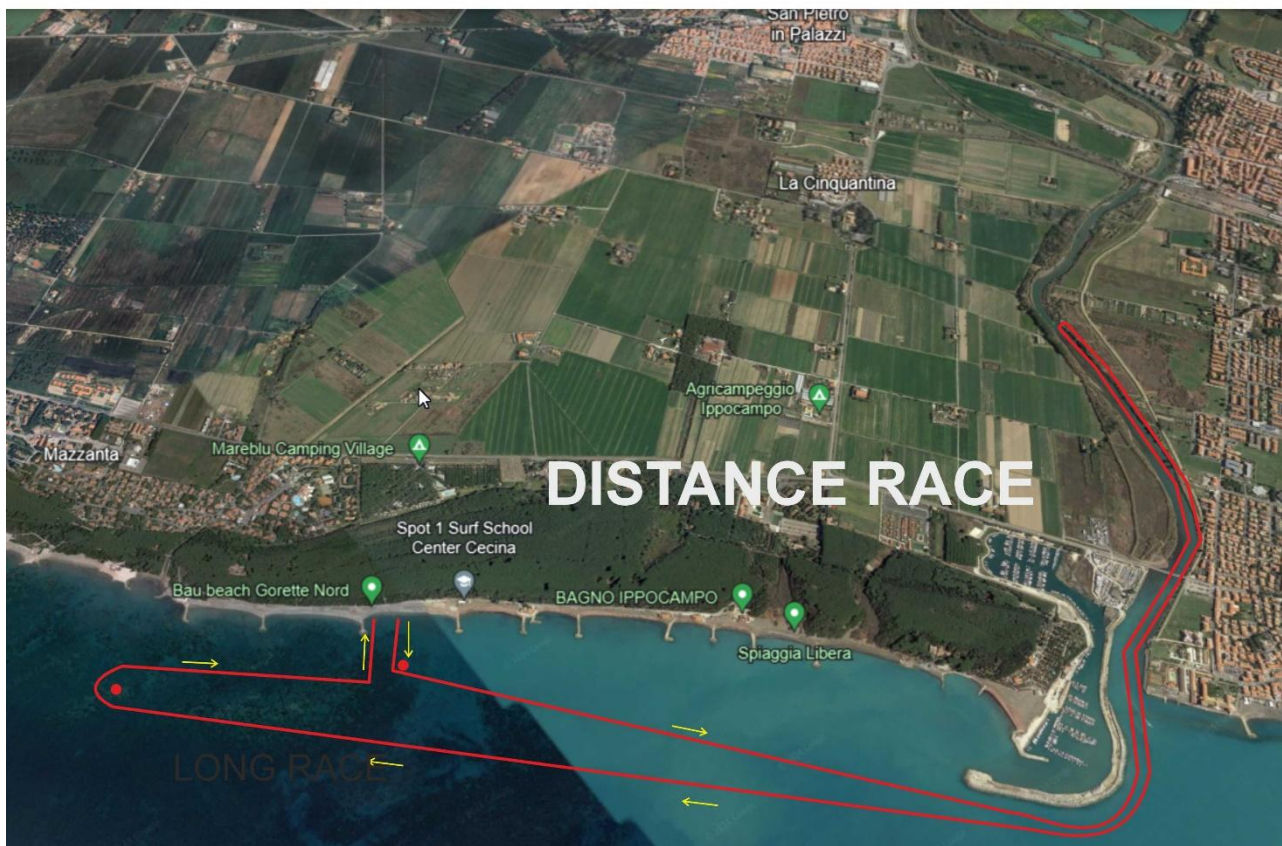 San Pietro
in Palazzi
La Cinquantina
Agricampeggio
Ippocampo
Mazzanta
Mareblu Camping Village
DISTANCE RACE
Spot 1 Surf School
Center Cecina
Bau beach Gorette Nord
BAGNO IPPOCAMPO
Spiaggia Libera
LONG RACE